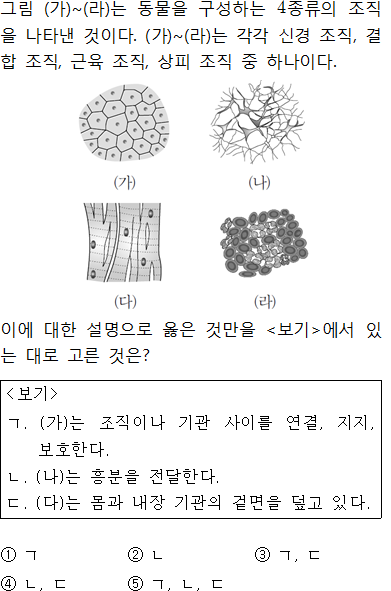 그림 (가)~(라)는 동물을 구성하는 4종류의 조직
을 나타낸 것이다. (가)~(라)는 각각 신경 조직, 결
합 조직, 근육 조직, 상피 조직 중 하나이다.
(가) (나)
(다) (라)
이에 대한 설명으로 옳은 것만을 <보기>에서 있
는 대로 고른 것은?
<보기>
ㄱ. (가)는 조직이나 기관 사이를 연결, 지지,
보호한다.
ㄴ. (나)는 흥분을 전달한다.
ㄷ. (다)는 몸과 내장 기관의 겉면을 덮고 있다.
① ㄱ ② ㄴ ③ ㄱ, ㄷ
④ ㄴ, ㄷ ⑤ ㄱ, ㄴ, ㄷ